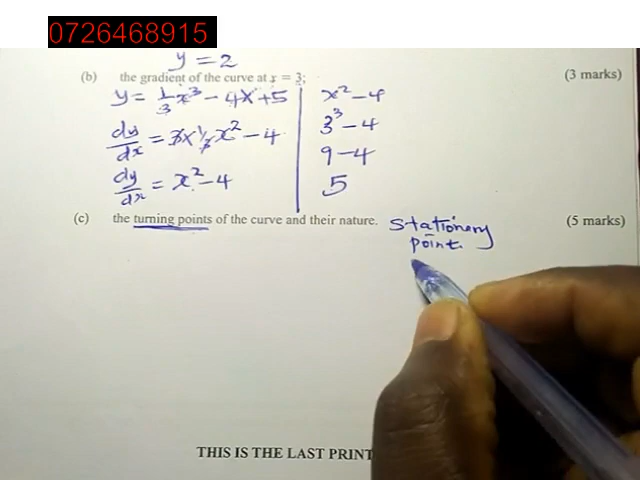 0726468915
y = 2
(b) the gradient of the curve at x = 3; (3 marks)
y = 1/3 x³ - 4x + 5 | x² - 4
dy/dx = 3 x 1/3 x² - 4 | 3³ - 4
9 - 4
dy/dx = x² - 4 | 5
(c) the turning points of the curve and their nature. Stationery (5 marks)
point.
THIS IS THE LAST PRINT